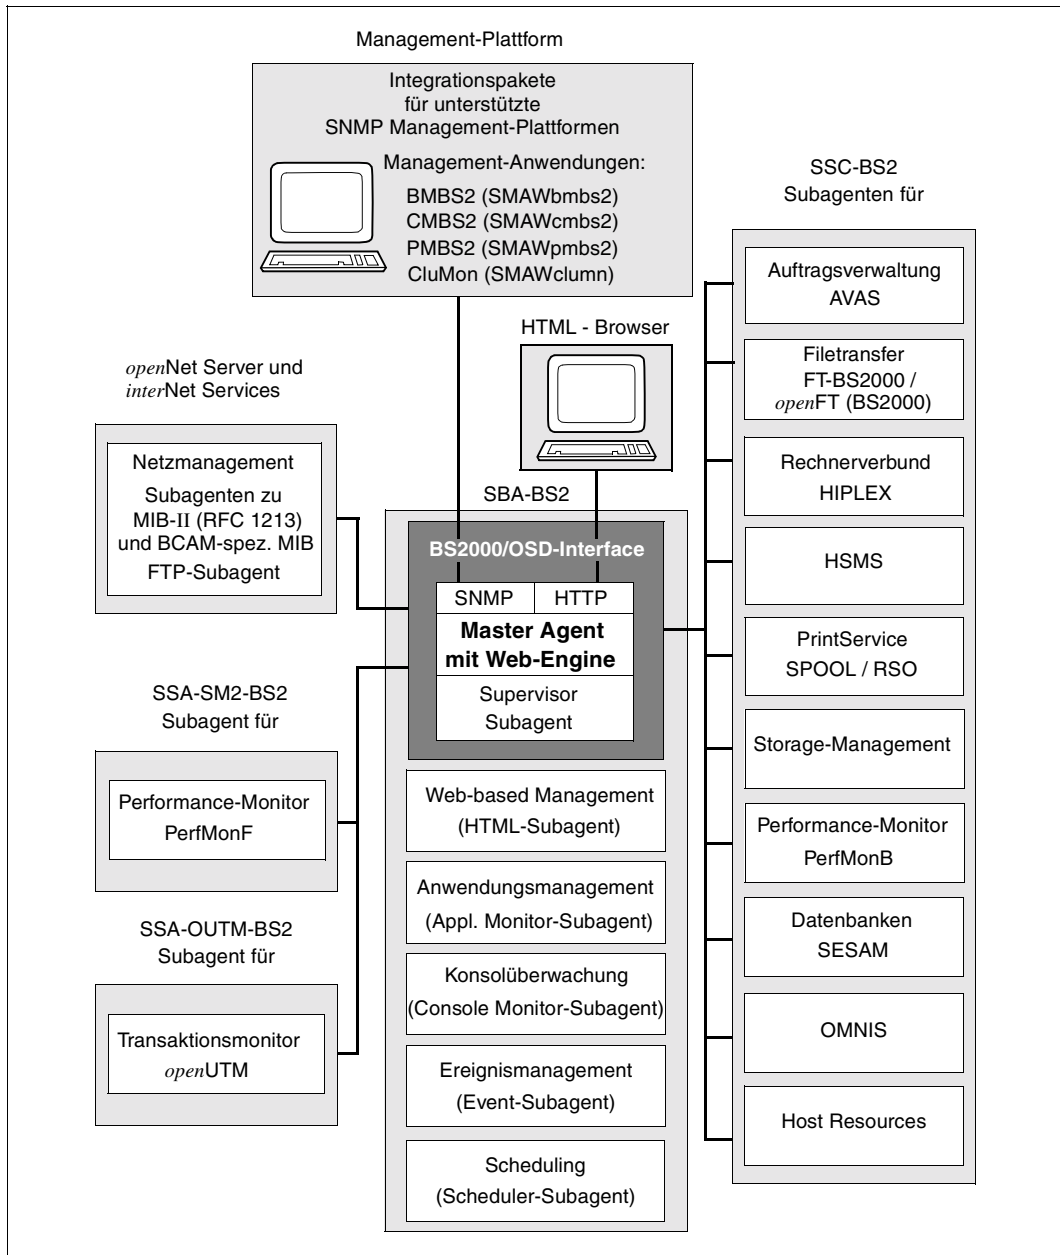 Management-Plattform
Integrationspakete
für unterstützte
SNMP Management-Plattformen
Management-Anwendungen:
BMBS2 (SMAWbmbs2)
CMBS2 (SMAWcmbs2)
PMBS2 (SMAWpmbs2)
CluMon (SMAWclumn)
HTML - Browser
openNet Server und
interNet Services
Netzmanagement
Subagenten zu
MIB-II (RFC 1213)
und BCAM-spez. MIB
FTP-Subagent
SSA-SM2-BS2
Subagent für
Performance-Monitor
PerfMonF
SSA-OUTM-BS2
Subagent für
Transaktionsmonitor
openUTM
SBA-BS2
BS2000/OSD-Interface
SNMP
HTTP
Master Agent
mit Web-Engine
Supervisor
Subagent
Web-based Management
(HTML-Subagent)
Anwendungsmanagement
(Appl. Monitor-Subagent)
Konsolüberwachung
(Console Monitor-Subagent)
Ereignismanagement
(Event-Subagent)
Scheduling
(Scheduler-Subagent)
SSC-BS2
Subagenten für
Auftragsverwaltung
AVAS
Filetransfer
FT-BS2000 /
openFT (BS2000)
Rechnerverbund
HIPLEX
HSMS
PrintService
SPOOL / RSO
Storage-Management
Performance-Monitor
PerfMonB
Datenbanken
SESAM
OMNIS
Host Resources